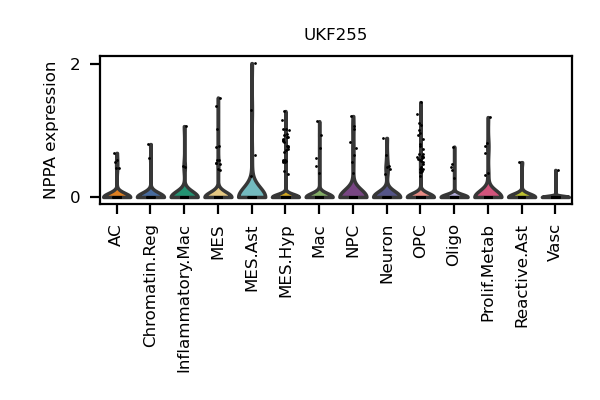 UKF255
NPPA expression
2
0
AC
Chromatin.Reg
Inflammatory.Mac
MES
MES.Ast
MES.Hyp
Mac
NPC
Neuron
OPC
Oligo
Prolif.Metab
Reactive.Ast
Vasc